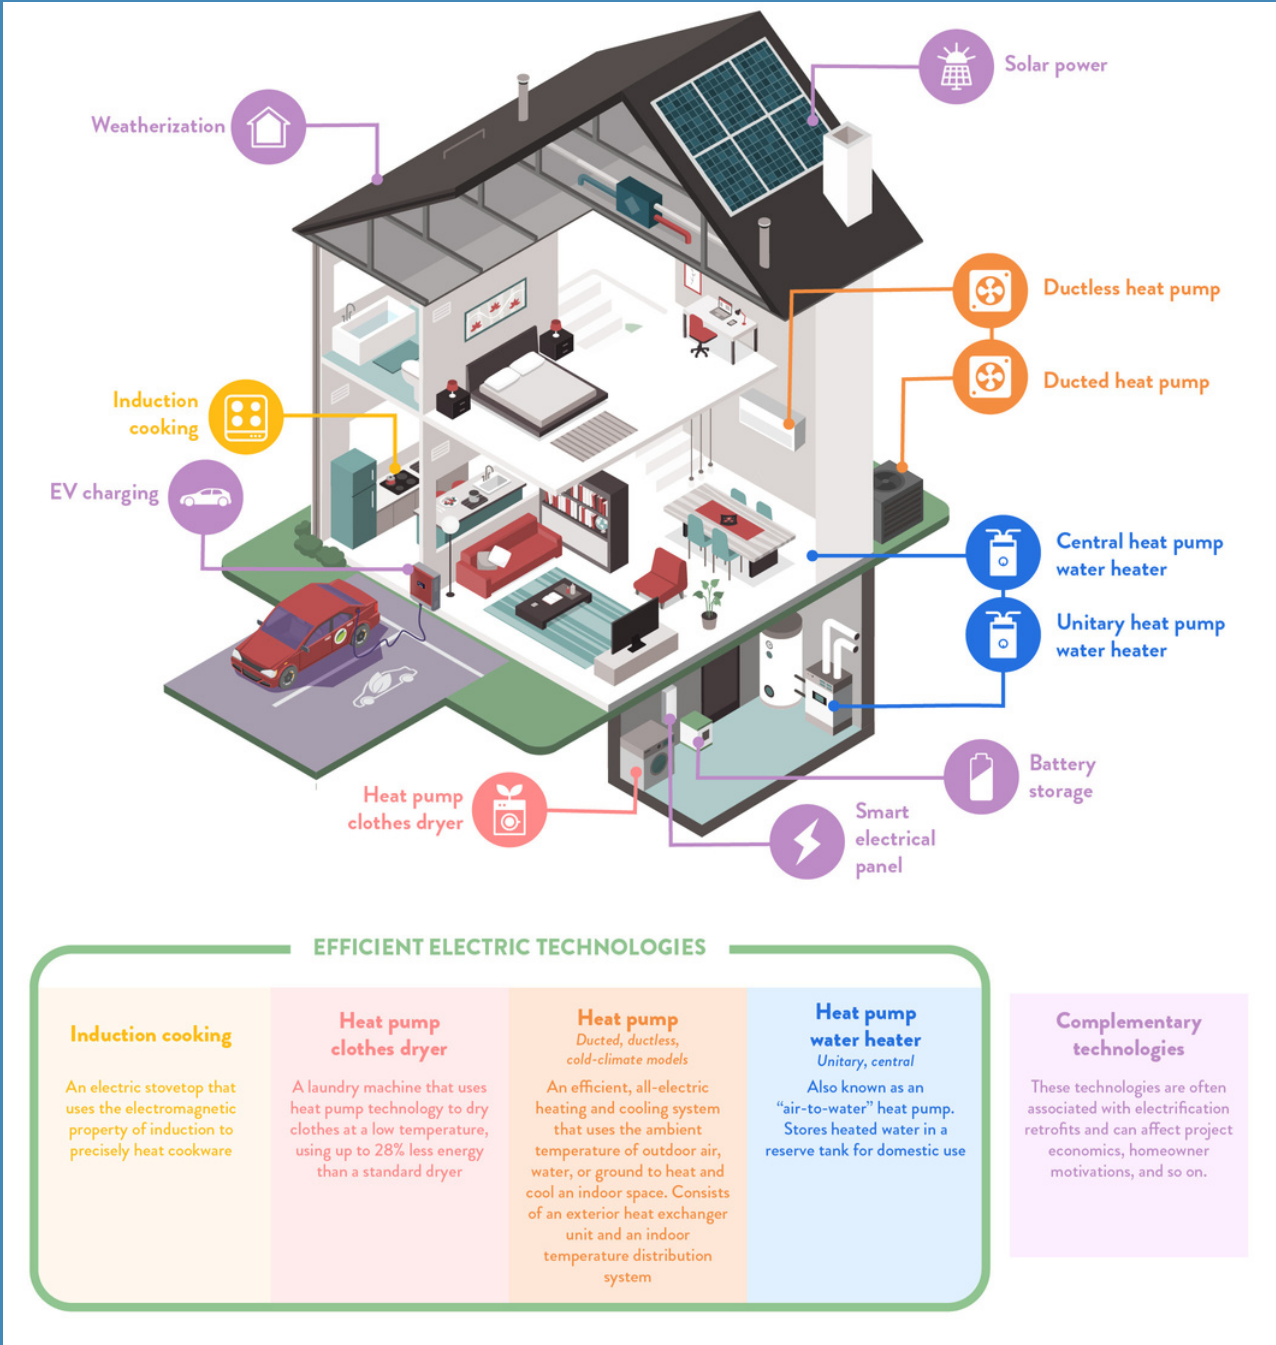 Solar power
Weatherization
Ductless heat pump
Ducted heat pump
Induction
cooking
EV charging
Central heat pump
water heater
Unitary heat pump
water heater
Battery
storage
Heat pump
clothes dryer
Smart
electrical
panel
EFFICIENT ELECTRIC TECHNOLOGIES
Induction cooking
An electric stovetop that
uses the electromagnetic
property of induction to
precisely heat cookware
Heat pump
clothes dryer
A laundry machine that uses
heat pump technology to dry
clothes at a low temperature,
using up to 28% less energy
than a standard dryer
Heat pump
Ducted, ductless,
cold-climate models
An efficient, all-electric
heating and cooling system
that uses the ambient
temperature of outdoor air,
water, or ground to heat and
cool an indoor space. Consists
of an exterior heat exchanger
unit and an indoor
temperature distribution
system
Heat pump
water heater
Unitary, central
Also known as an
“air-to-water” heat pump.
Stores heated water in a
reserve tank for domestic use
Complementary
technologies
These technologies are often
associated with electrification
retrofits and can affect project
economics, homeowner
motivations, and so on.